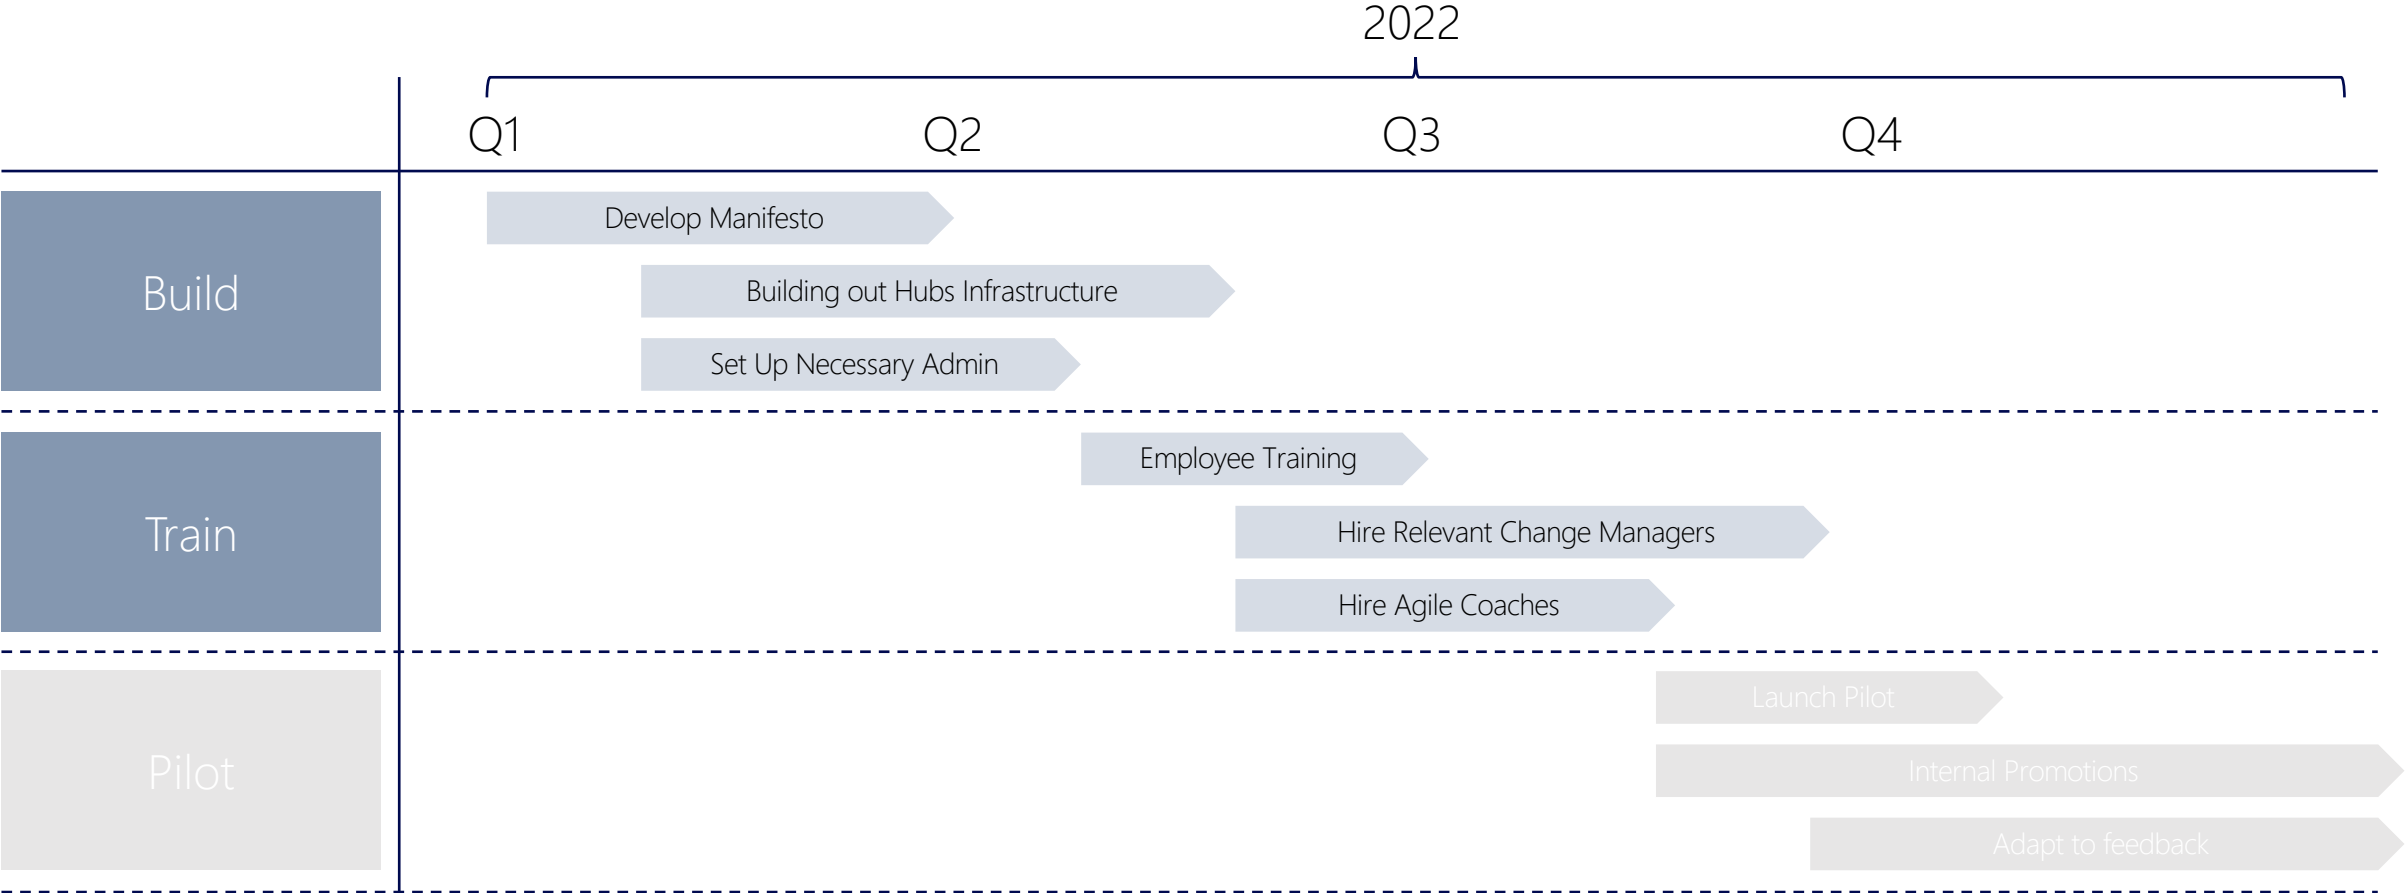 2022
Q1 Q2 Q3 Q4
Build
Develop Manifesto
Building out Hubs Infrastructure
Set Up Necessary Admin
Train
Employee Training
Hire Relevant Change Managers
Hire Agile Coaches
Pilot
Launch Pilot
Internal Promotions
Adapt to feedback